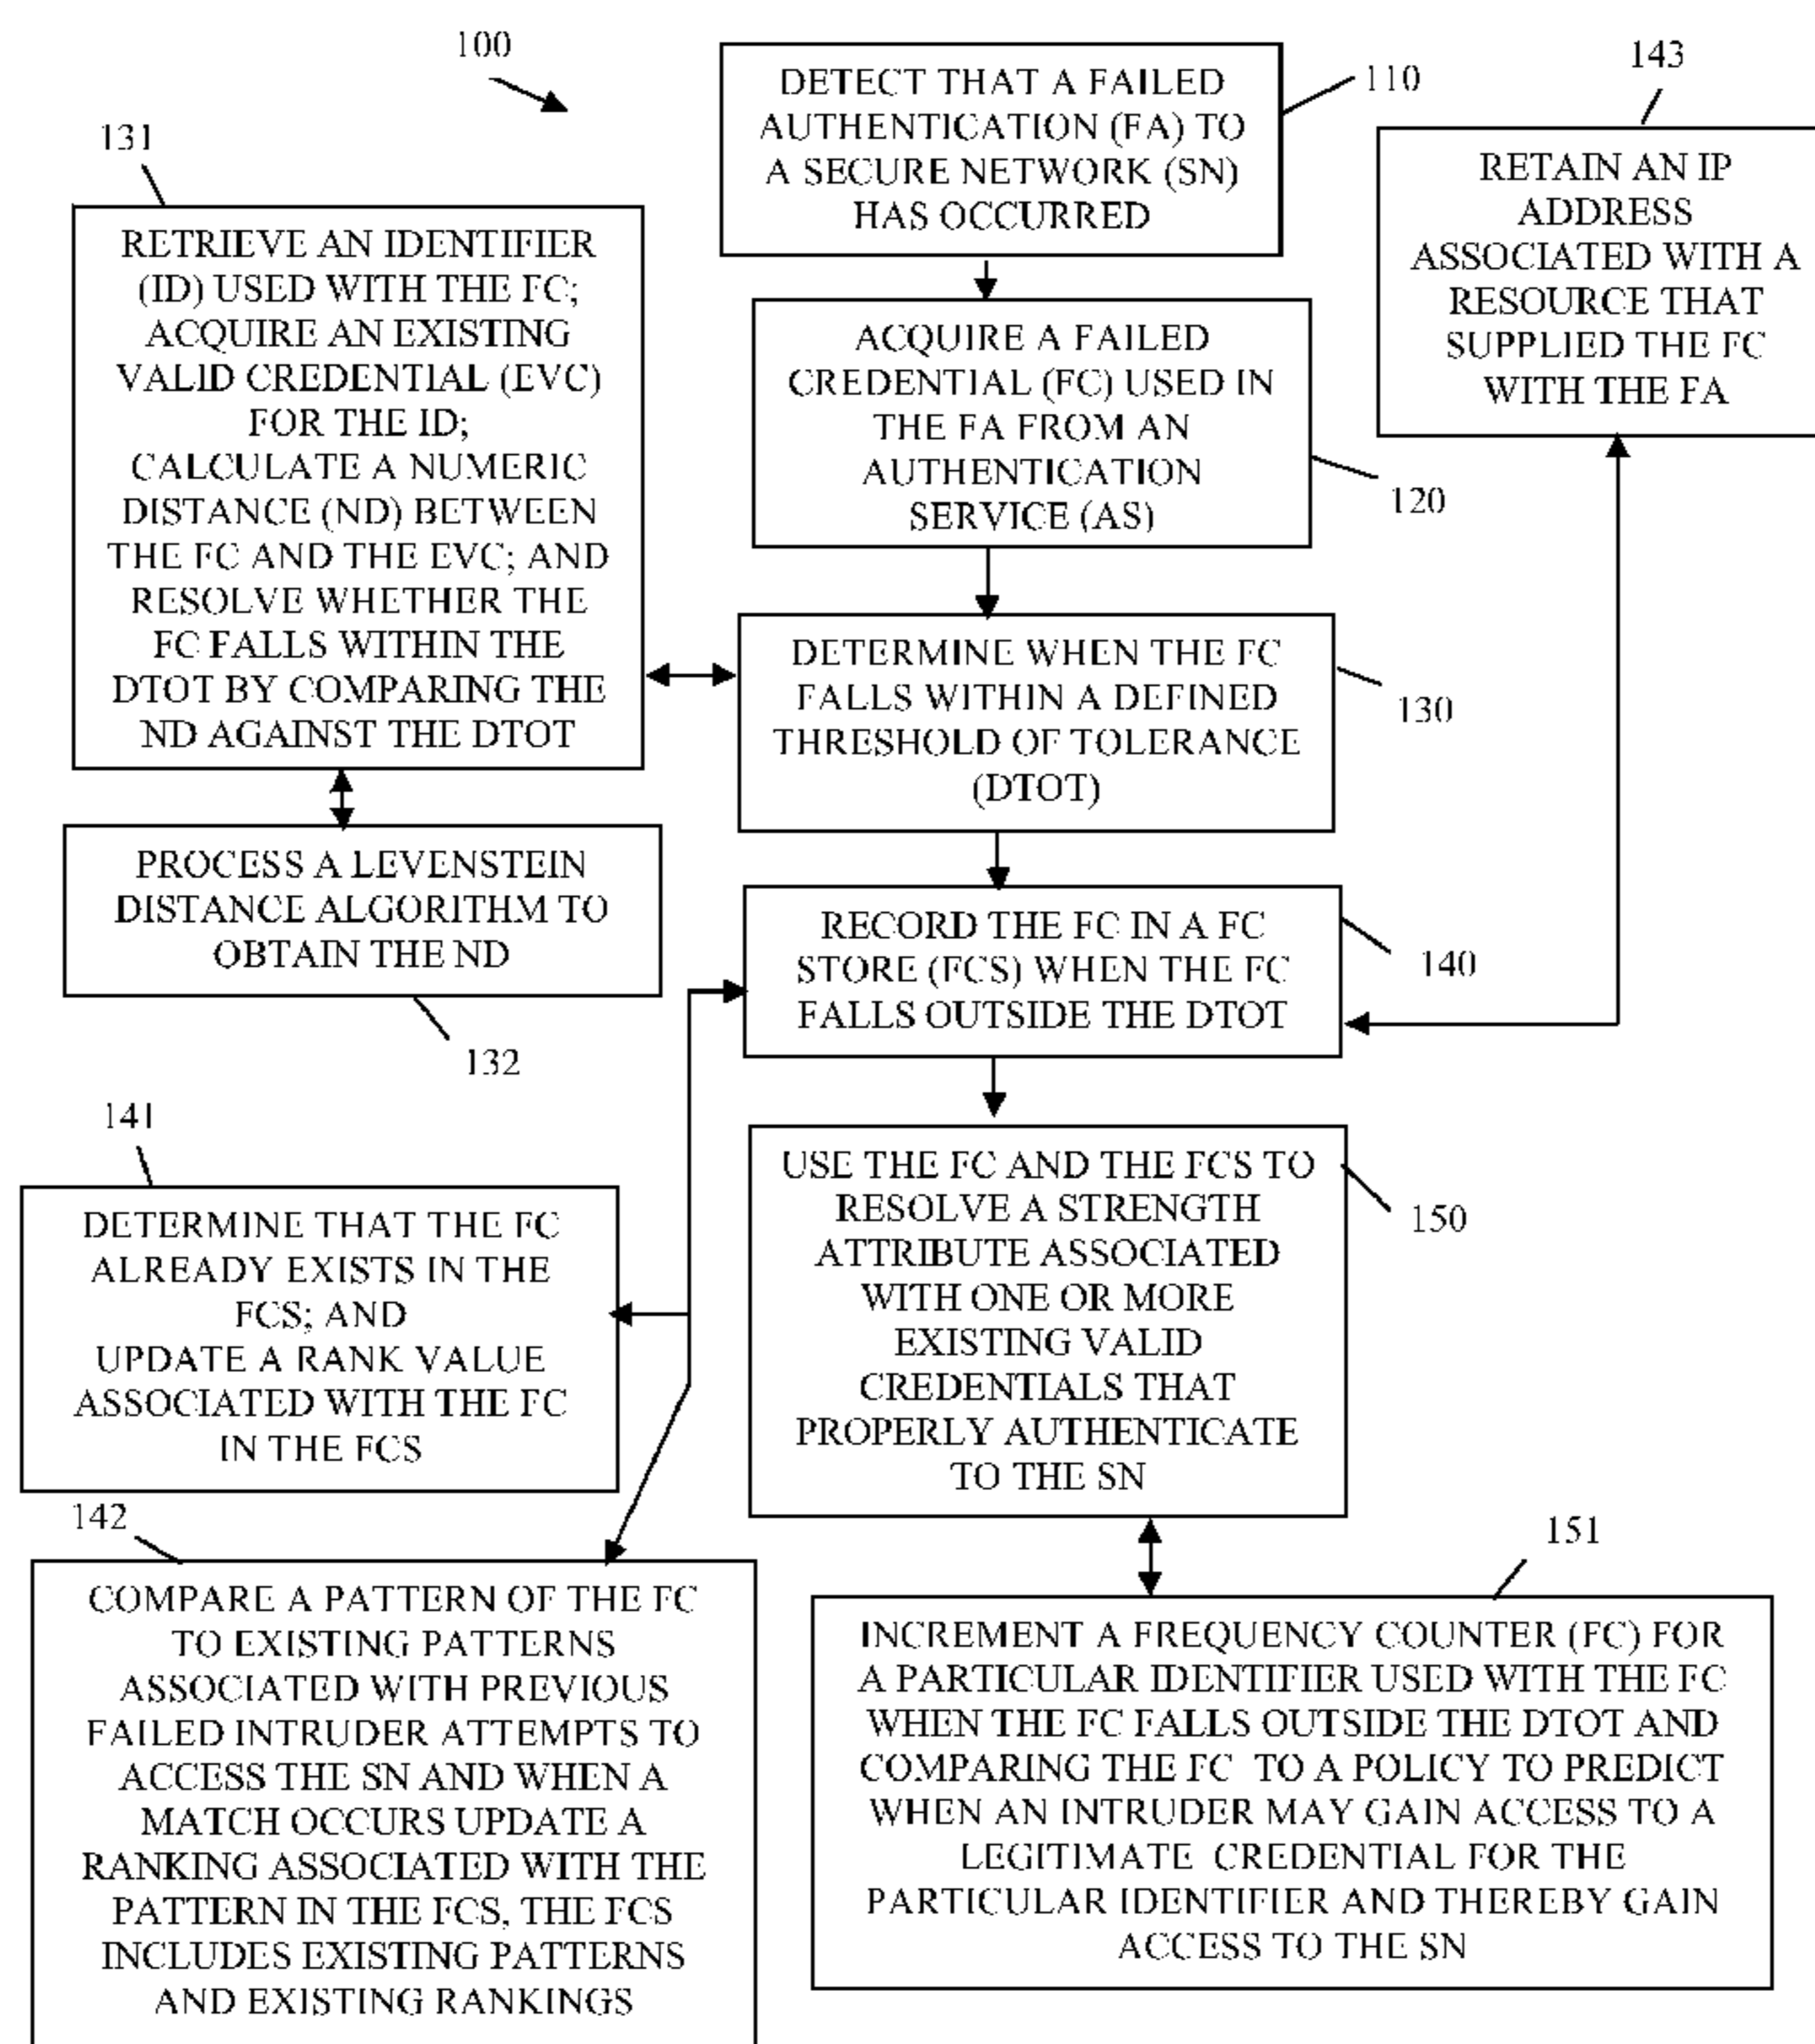 100
DETECT THAT A FAILED
AUTHENTICATION (FA) TO
A SECURE NETWORK (SN)
HAS OCCURRED
110
143
RETAIN AN IP
ADDRESS
ASSOCIATED WITH A
RESOURCE THAT
SUPPLIED THE FC
WITH THE FA
131
RETRIEVE AN IDENTIFIER
(ID) USED WITH THE FC;
ACQUIRE AN EXISTING
VALID CREDENTIAL (EVC)
FOR THE ID;
CALCULATE A NUMERIC
DISTANCE (ND) BETWEEN
THE FC AND THE EVC; AND
RESOLVE WHETHER THE
FC FALLS WITHIN THE
DTOT BY COMPARING THE
ND AGAINST THE DTOT
ACQUIRE A FAILED
CREDENTIAL (FC) USED IN
THE FA FROM AN
AUTHENTICATION
SERVICE (AS)
120
DETERMINE WHEN THE FC
FALLS WITHIN A DEFINED
THRESHOLD OF TOLERANCE
(DTOT)
130
PROCESS A LEVENSTEIN
DISTANCE ALGORITHM TO
OBTAIN THE ND
132
RECORD THE FC IN A FC
STORE (FCS) WHEN THE FC
FALLS OUTSIDE THE DTOT
140
141
DETERMINE THAT THE FC
ALREADY EXISTS IN THE
FCS; AND
UPDATE A RANK VALUE
ASSOCIATED WITH THE FC
IN THE FCS
USE THE FC AND THE FCS TO
RESOLVE A STRENGTH
ATTRIBUTE ASSOCIATED
WITH ONE OR MORE
EXISTING VALID
CREDENTIALS THAT
PROPERLY AUTHENTICATE
TO THE SN
150
142
COMPARE A PATTERN OF THE FC
TO EXISTING PATTERNS
ASSOCIATED WITH PREVIOUS
FAILED INTRUDER ATTEMPTS TO
ACCESS THE SN AND WHEN A
MATCH OCCURS UPDATE A
RANKING ASSOCIATED WITH THE
PATTERN IN THE FCS, THE FCS
INCLUDES EXISTING PATTERNS
AND EXISTING RANKINGS
151
INCREMENT A FREQUENCY COUNTER (FC) FOR
A PARTICULAR IDENTIFIER USED WITH THE FC
WHEN THE FC FALLS OUTSIDE THE DTOT AND
COMPARING THE FC TO A POLICY TO PREDICT
WHEN AN INTRUDER MAY GAIN ACCESS TO A
LEGITIMATE CREDENTIAL FOR THE
PARTICULAR IDENTIFIER AND THEREBY GAIN
ACCESS TO THE SN